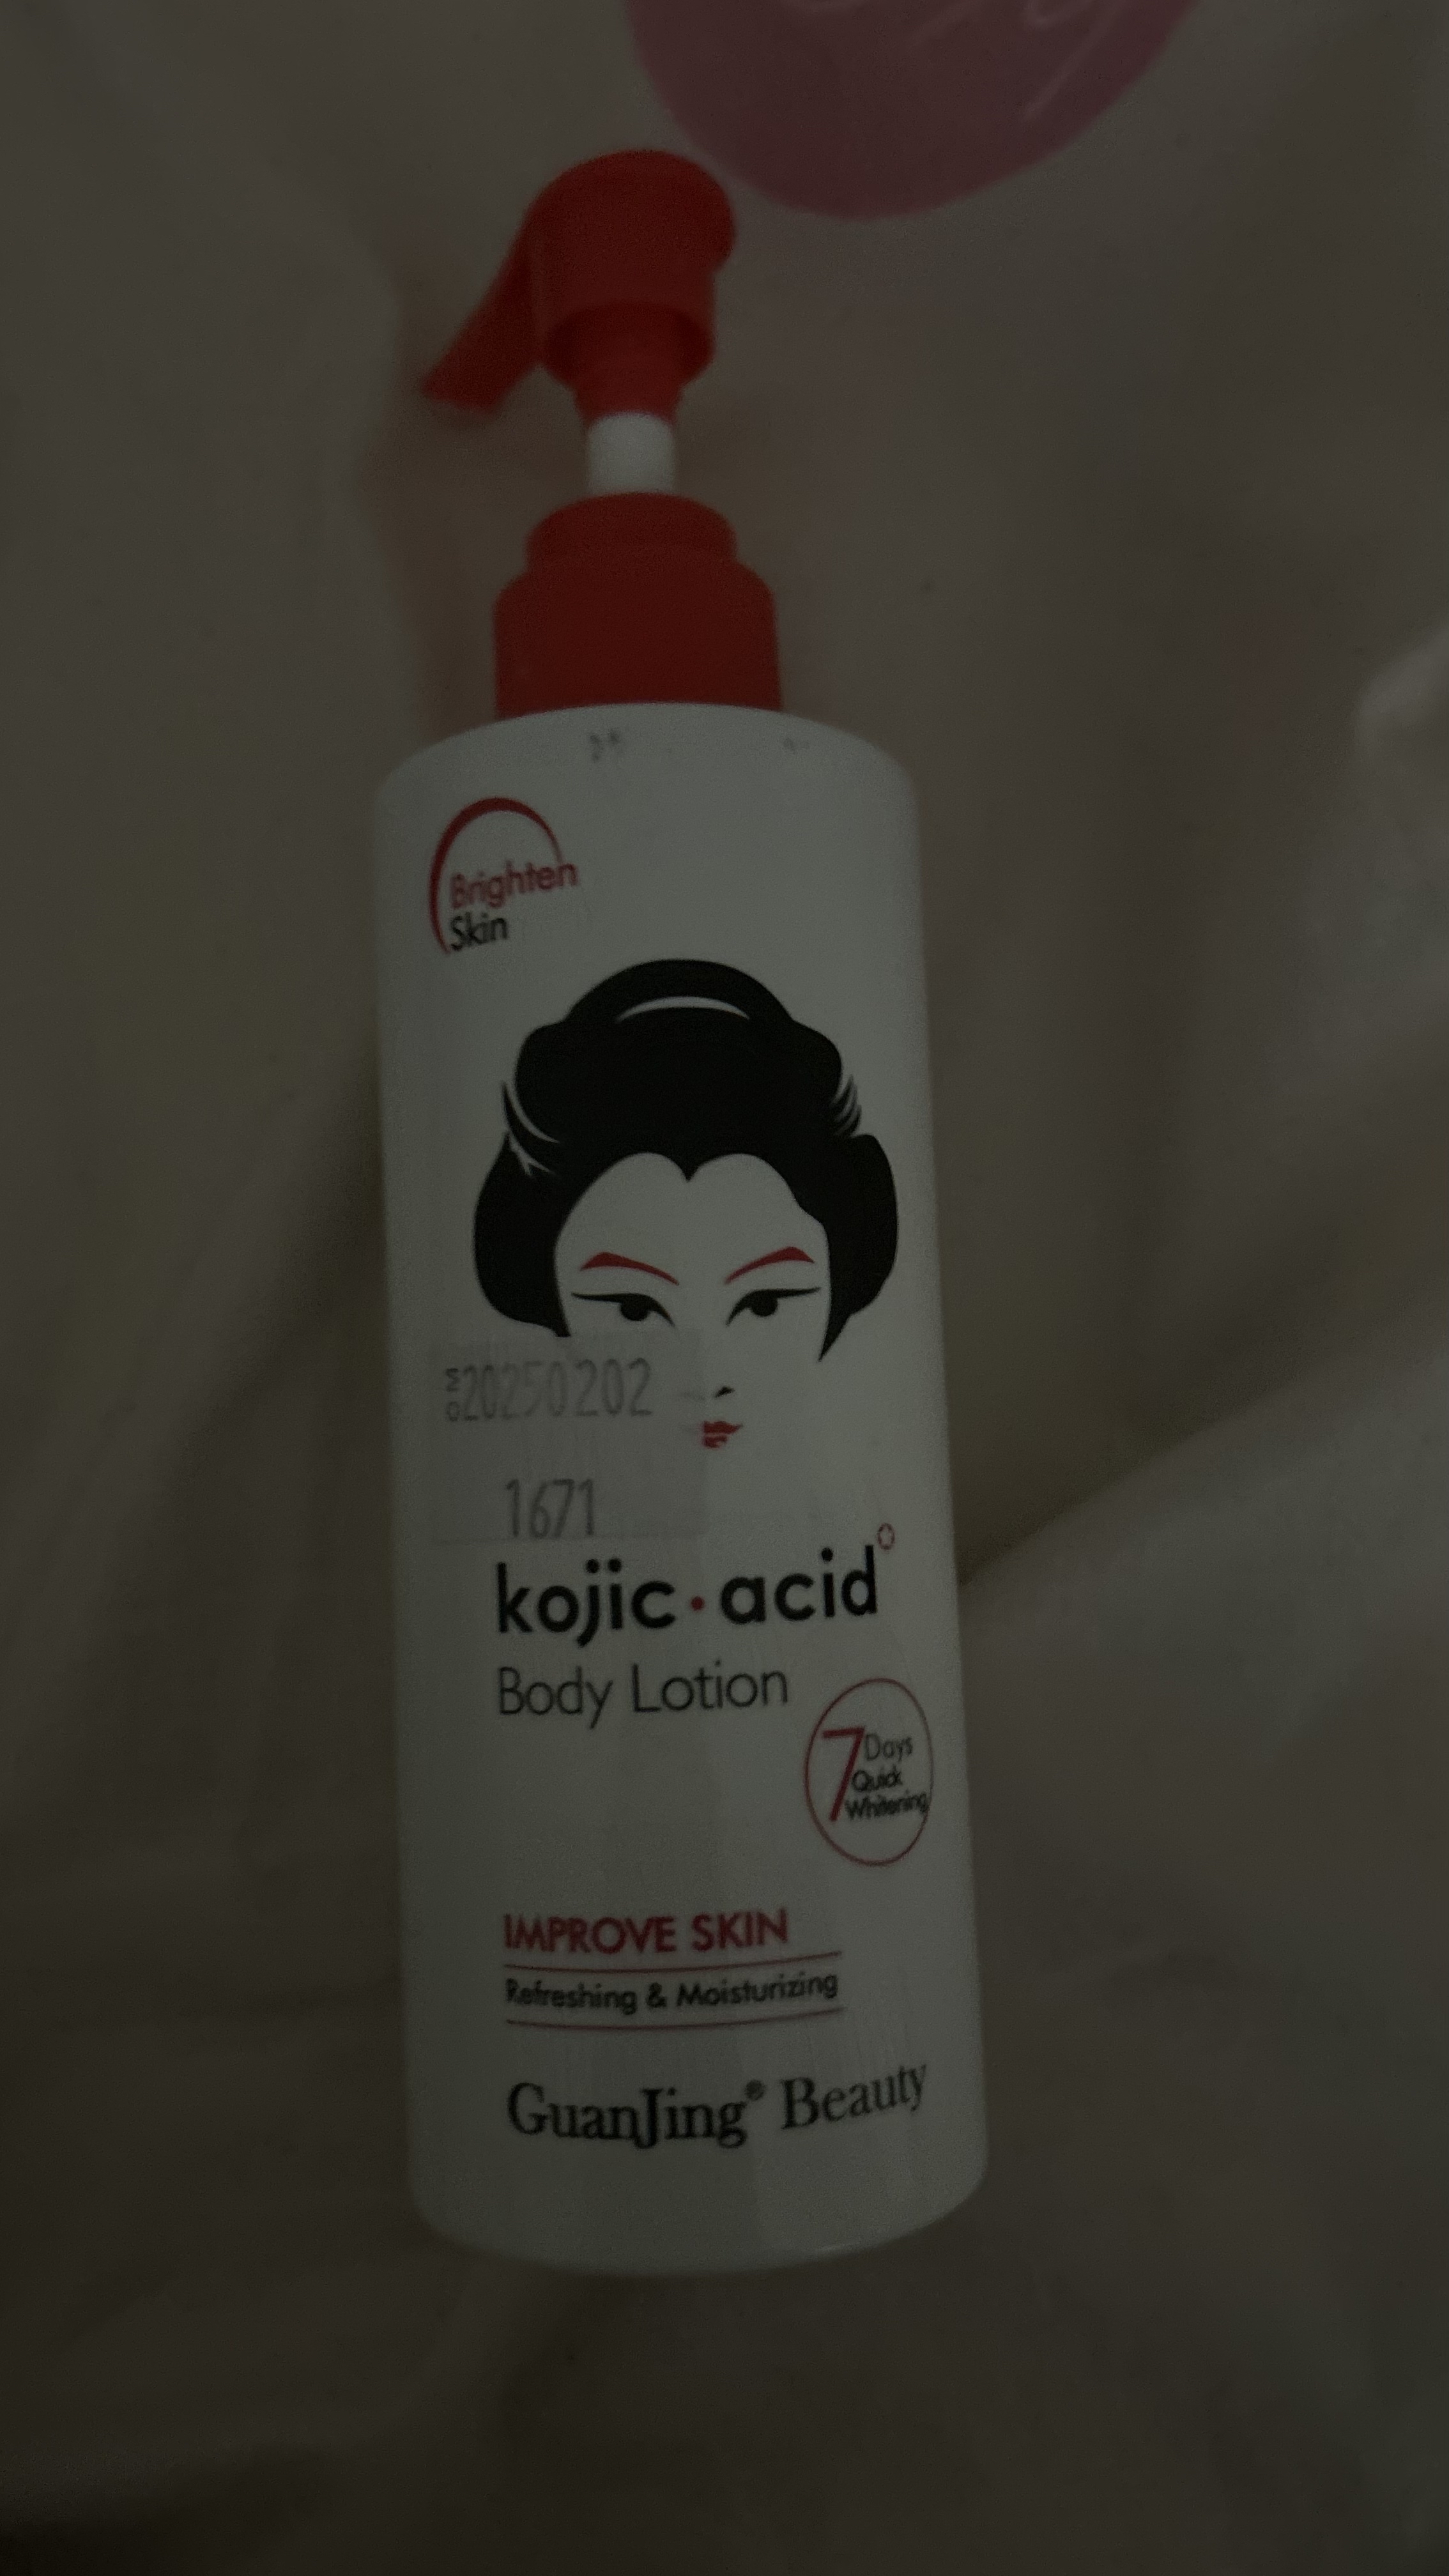 Brighten
Skin
20250202
1671
kojic·acid
Body Lotion
7 Days
Quick
Whitening
IMPROVE SKIN
Refreshing & Moisturizing
GuanJing® Beauty